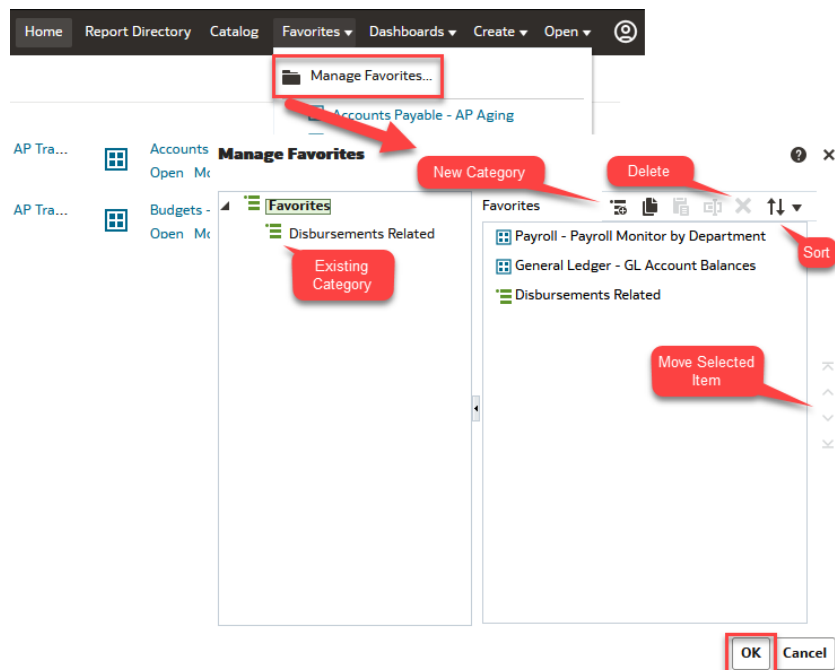 Home Report Directory Catalog Favorites Dashboards Create Open
Manage Favorites...
Accounts Payable - AP Aging
AP Tra...
Accounts
Open Mo
AP Tra...
Budgets -
Open Mo
Manage Favorites
New Category
Delete
Favorites
Disbursements Related
Existing
Category
Favorites
Sort
Payroll - Payroll Monitor by Department
General Ledger - GL Account Balances
Disbursements Related
Move Selected
Item
OK Cancel